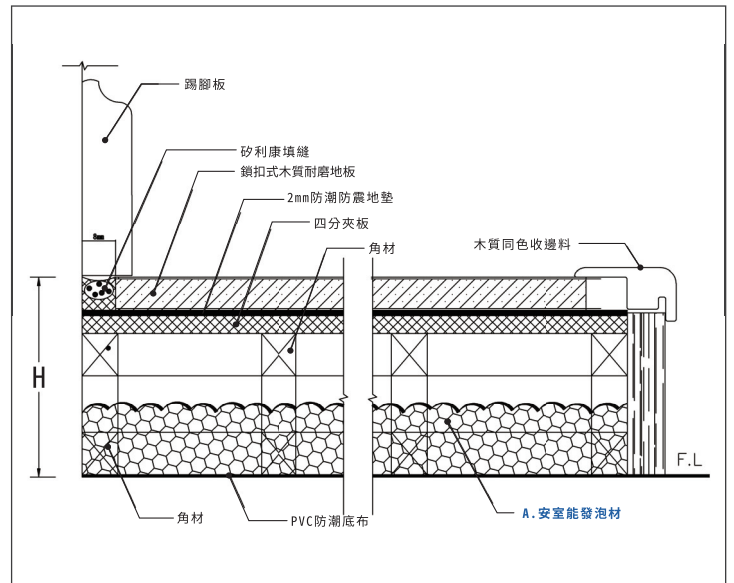 踢腳板
矽利康填縫
鎖扣式木質耐磨地板
2mm防潮防震地墊
四分夾板
角材
木質同色收邊料
8mm
H
F.L
角材
PVC防潮底布
A.安室能發泡材